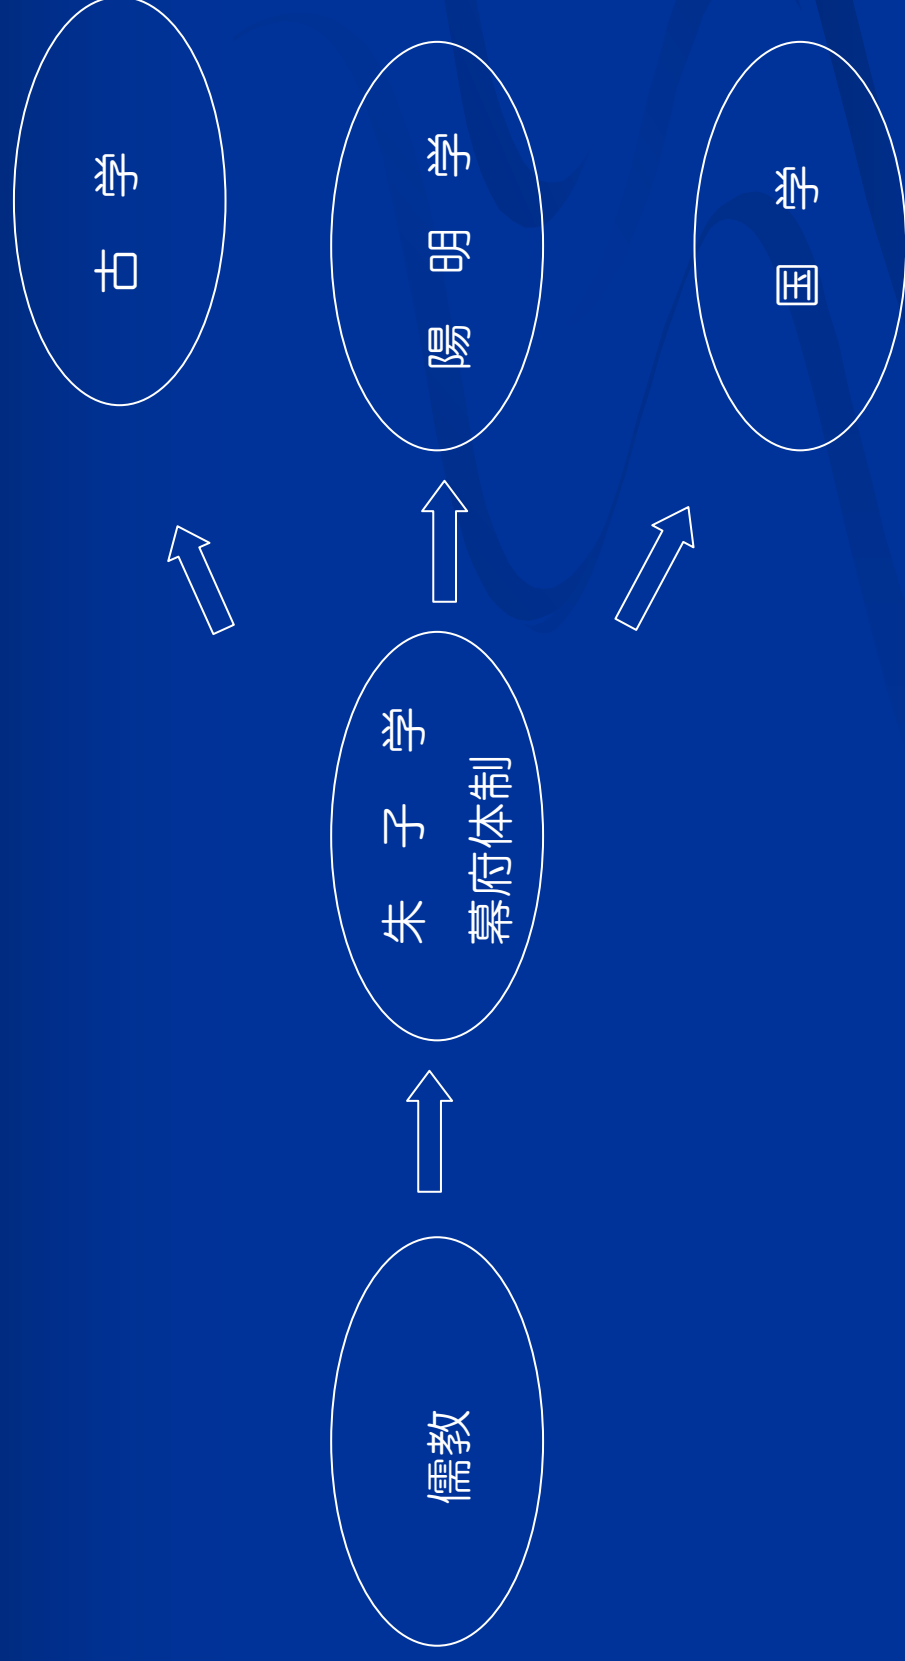 儒教
朱 子 学
幕府体制
古 学
陽 明 学
国 学